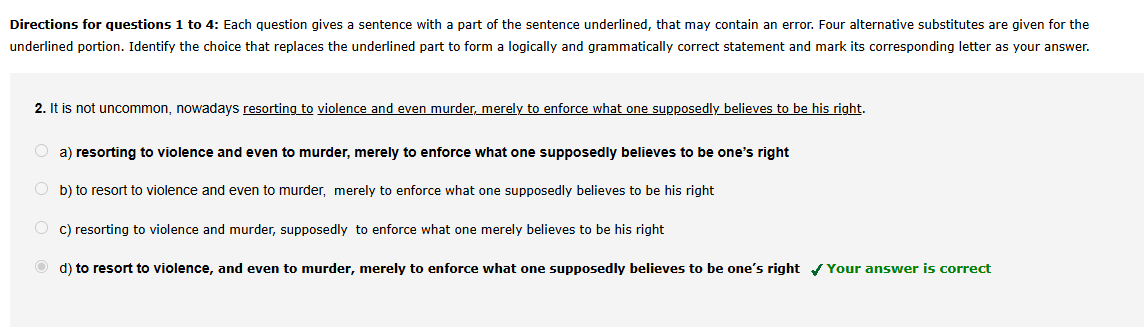 Directions for questions 1 to 4: Each question gives a sentence with a part of the sentence underlined, that may contain an error. Four alternative substitutes are given for the
underlined portion. Identify the choice that replaces the underlined part to form a logically and grammatically correct statement and mark its corresponding letter as your answer.
2. It is not uncommon, nowadays resorting to violence and even murder, merely to enforce what one supposedly believes to be his right.
a) resorting to violence and even to murder, merely to enforce what one supposedly believes to be one's right
b) to resort to violence and even to murder, merely to enforce what one supposedly believes to be his right
c) resorting to violence and murder, supposedly to enforce what one merely believes to be his right
d) to resort to violence, and even to murder, merely to enforce what one supposedly believes to be one's right ✓ Your answer is correct